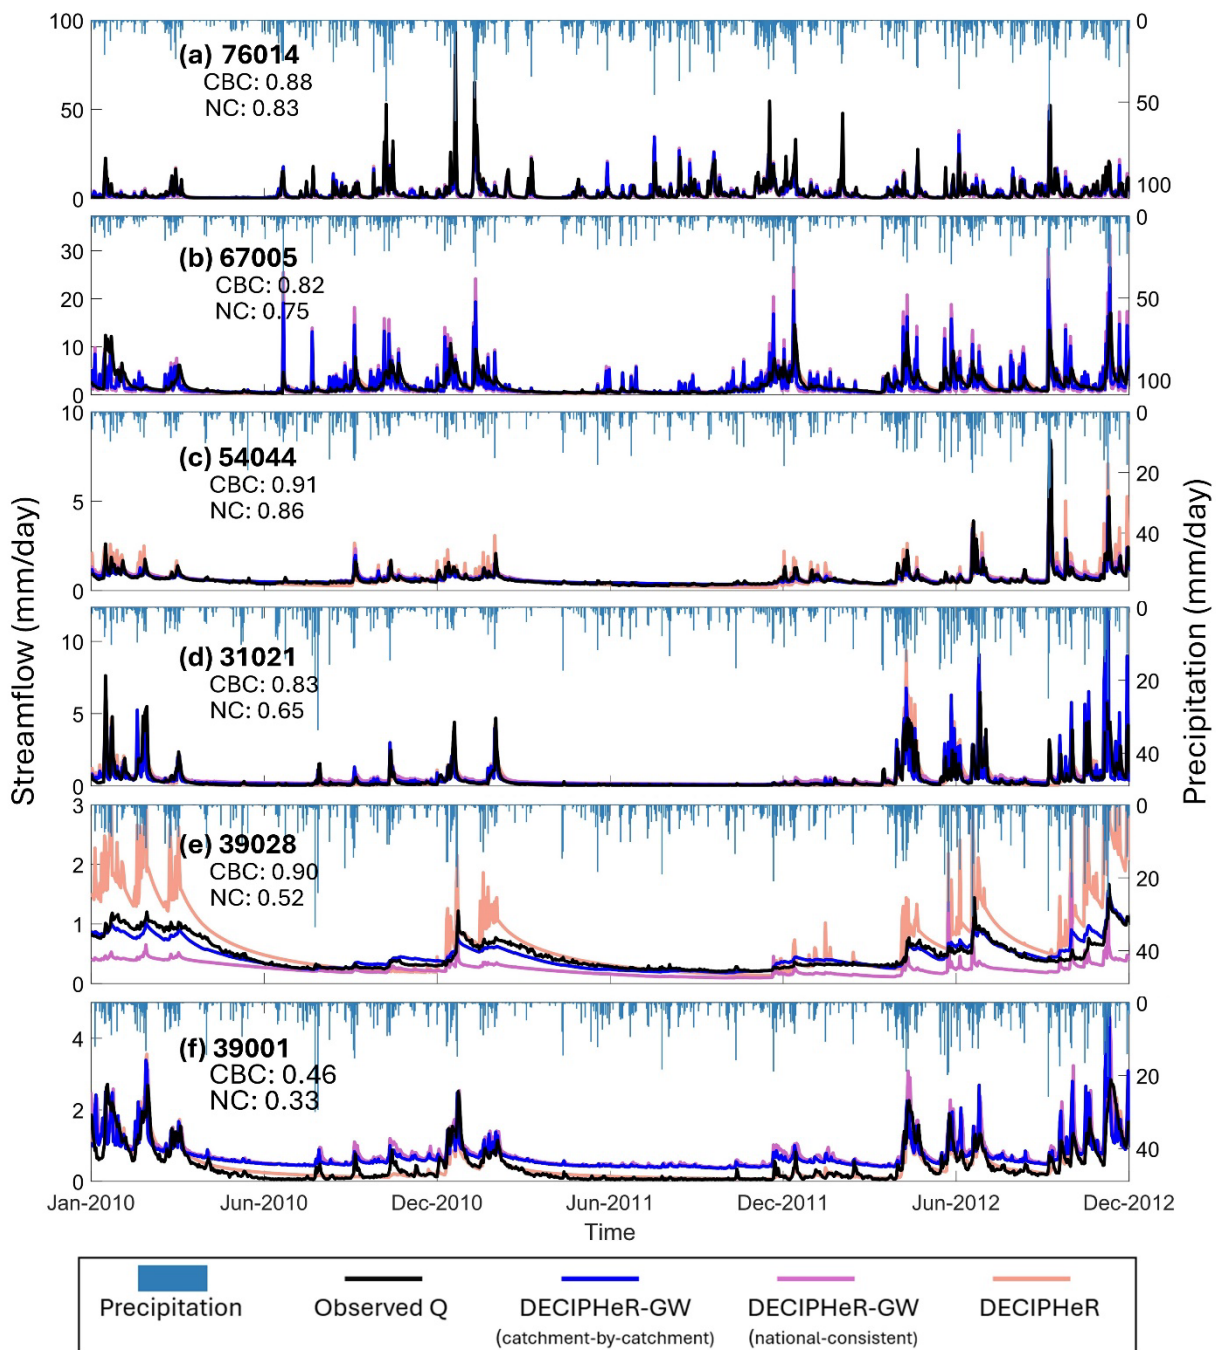 Streamflow (mm/day)
Precipitation (mm/day)
100
50
0
0
50
100
(a) 76014
CBC: 0.88
NC: 0.83
30
20
10
0
0
50
100
(b) 67005
CBC: 0.82
NC: 0.75
10
5
0
0
20
40
(c) 54044
CBC: 0.91
NC: 0.86
10
5
0
0
20
40
(d) 31021
CBC: 0.83
NC: 0.65
3
2
1
0
0
20
40
(e) 39028
CBC: 0.90
NC: 0.52
4
2
0
0
20
40
(f) 39001
CBC: 0.46
NC: 0.33
Jan-2010 Jun-2010 Dec-2010 Jun-2011 Dec-2011 Jun-2012 Dec-2012
Time
Precipitation
Observed Q
DECIPHeR-GW
(catchment-by-catchment)
DECIPHeR-GW
(national-consistent)
DECIPHeR